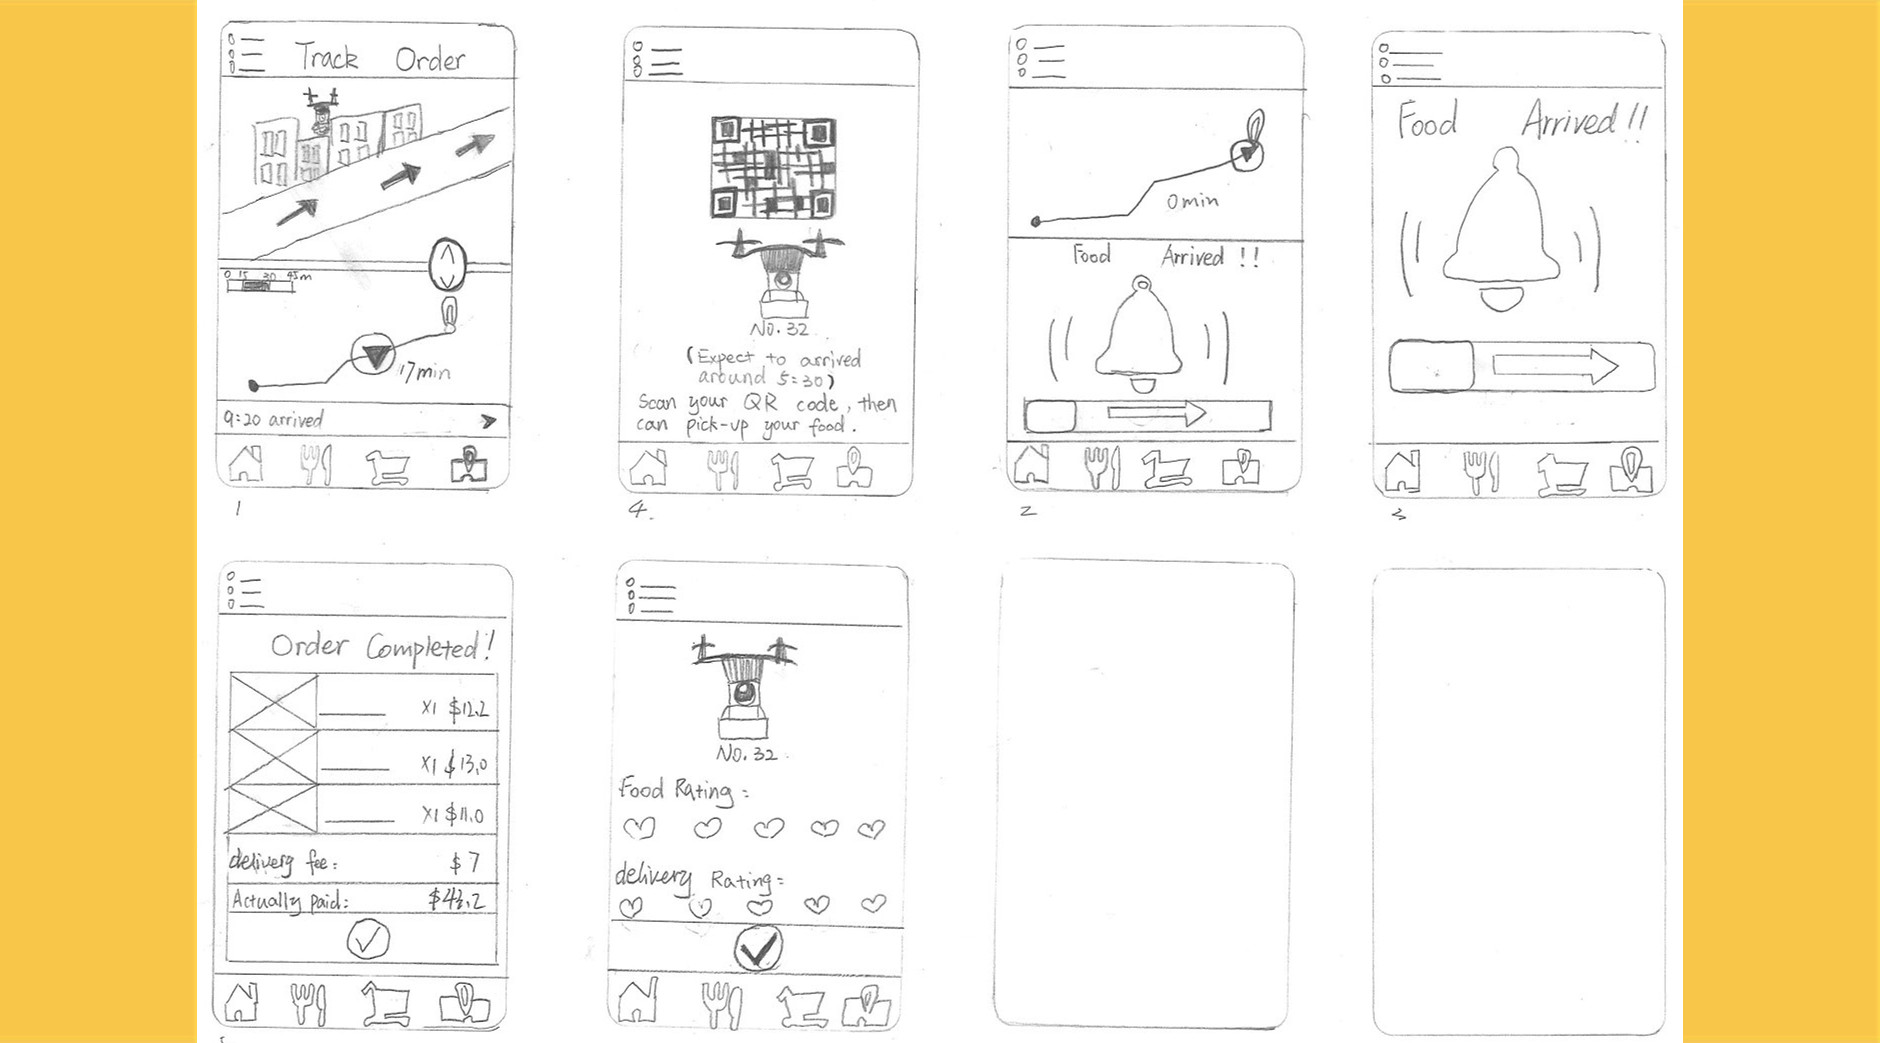 Track Order
0 15 30 45m
17min
9:20 arrived
1
No. 32
(Expect to arrived
around 5:30)
Scan your QR code, then
can pick-up your food.
4.
0min
Food Arrived !!
2
Food Arrived !!
3
Order Completed!
X1 $12.2
X1 $13.0
X1 $11.0
delivery fee: $7
Actually paid:
No. 32
Food Rating:
delivery Rating: